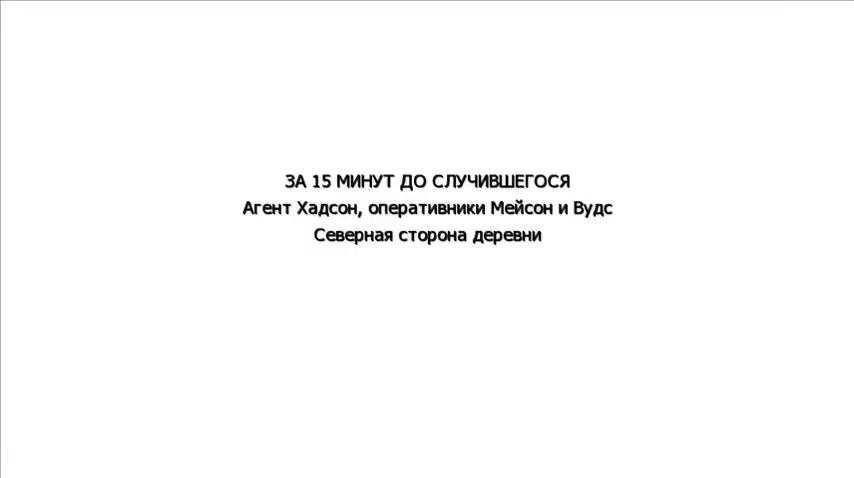 ЗА 15 МИНУТ ДО СЛУЧИВШЕГОСЯ
Агент Хадсон, оперативники Мейсон и Вудс
Северная сторона деревни